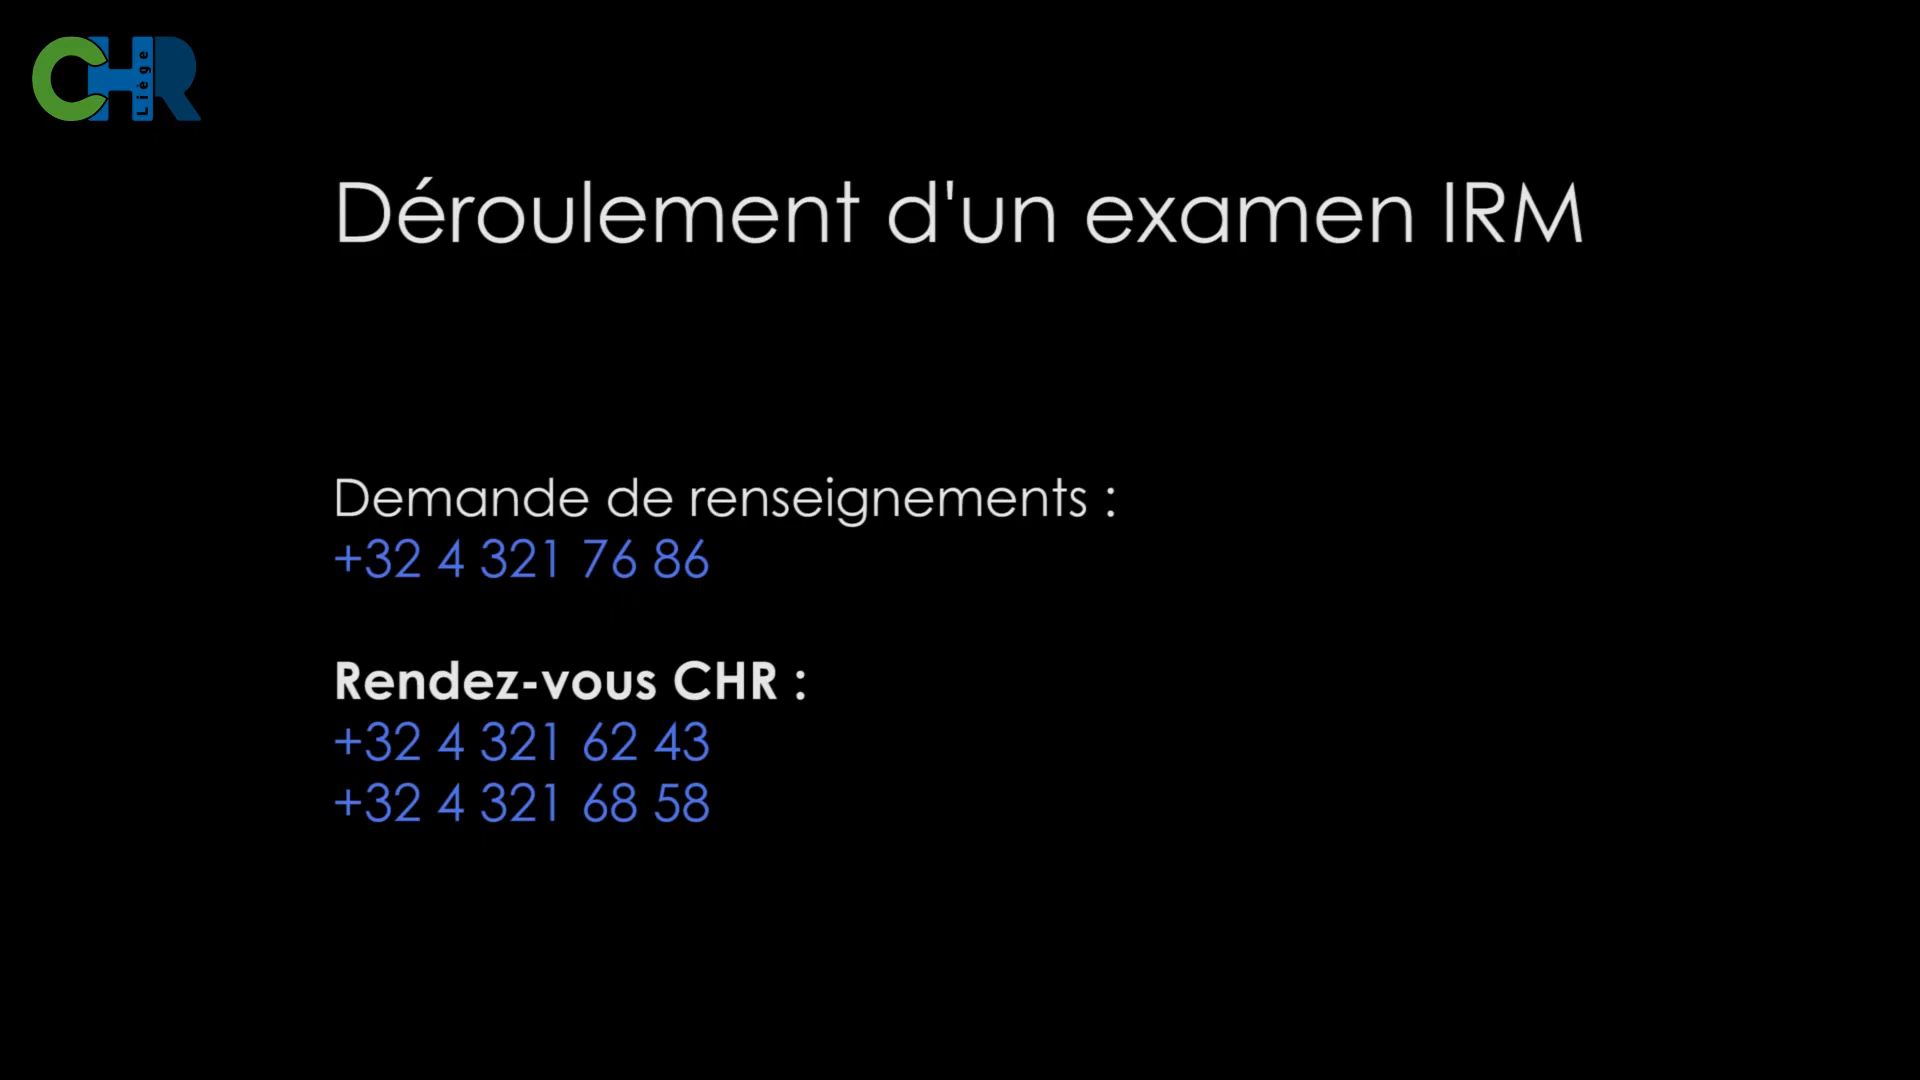 CHR
Liège
Déroulement d'un examen IRM
Demande de renseignements :
+32 4 321 76 86
Rendez-vous CHR :
+32 4 321 62 43
+32 4 321 68 58